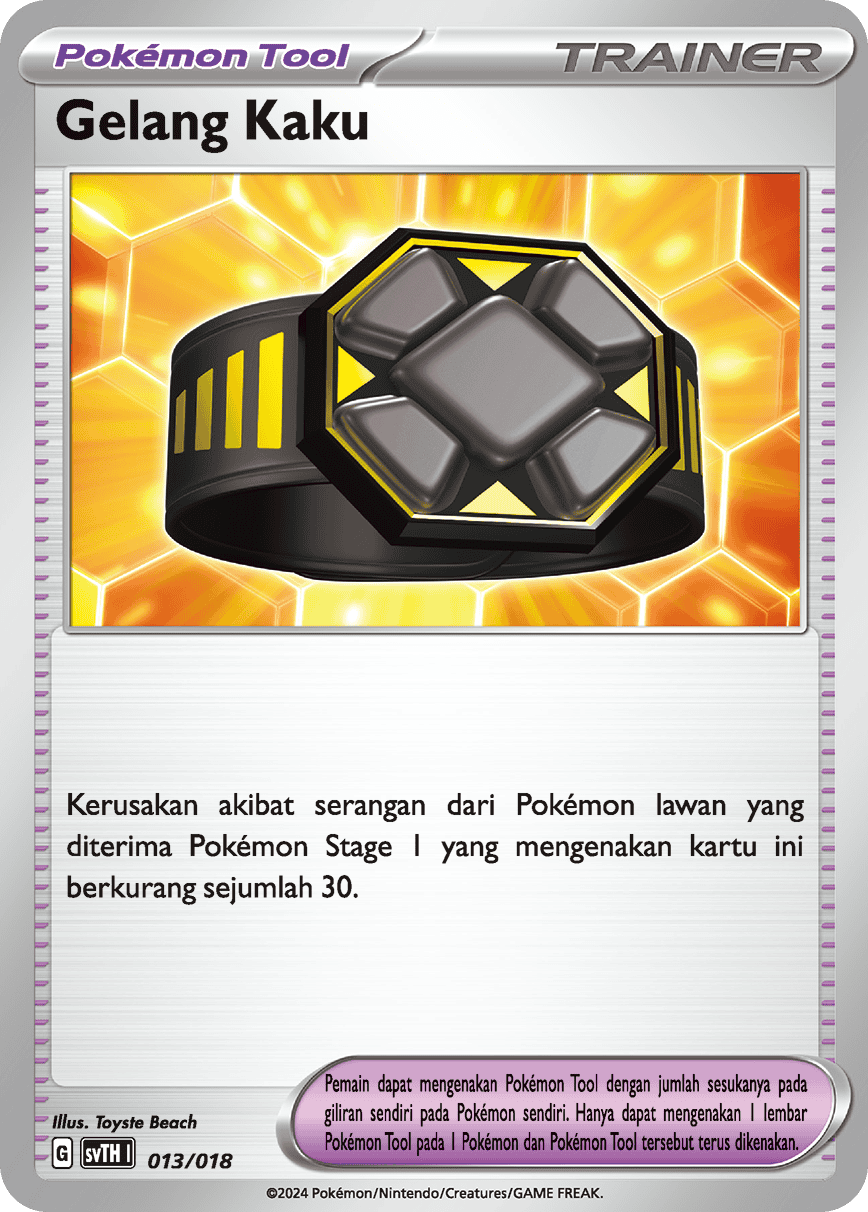 Pokémon Tool
TRAINER
Gelang Kaku
Kerusakan akibat serangan dari Pokémon lawan yang
diterima Pokémon Stage 1 yang mengenakan kartu ini
berkurang sejumlah 30.
Pemain dapat mengenakan Pokémon Tool dengan jumlah sesukanya pada
giliran sendiri pada Pokémon sendiri. Hanya dapat mengenakan 1 lembar
Pokémon Tool pada 1 Pokémon dan Pokémon Tool tersebut terus dikenakan.
Illus. Toyste Beach
G svTH I 013/018
©2024 Pokémon/Nintendo/Creatures/GAME FREAK.